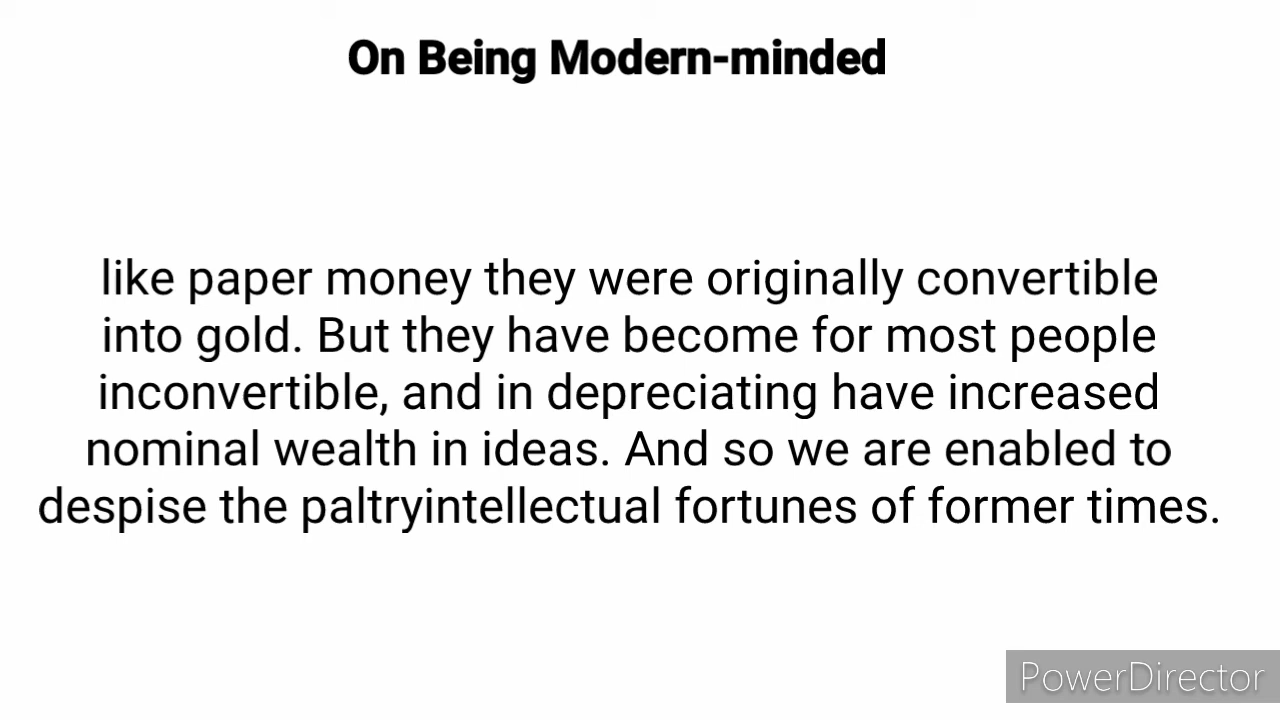 On Being Modern-minded
like paper money they were originally convertible
into gold. But they have become for most people
inconvertible, and in depreciating have increased
nominal wealth in ideas. And so we are enabled to
despise the paltryintellectual fortunes of former times.
PowerDirector